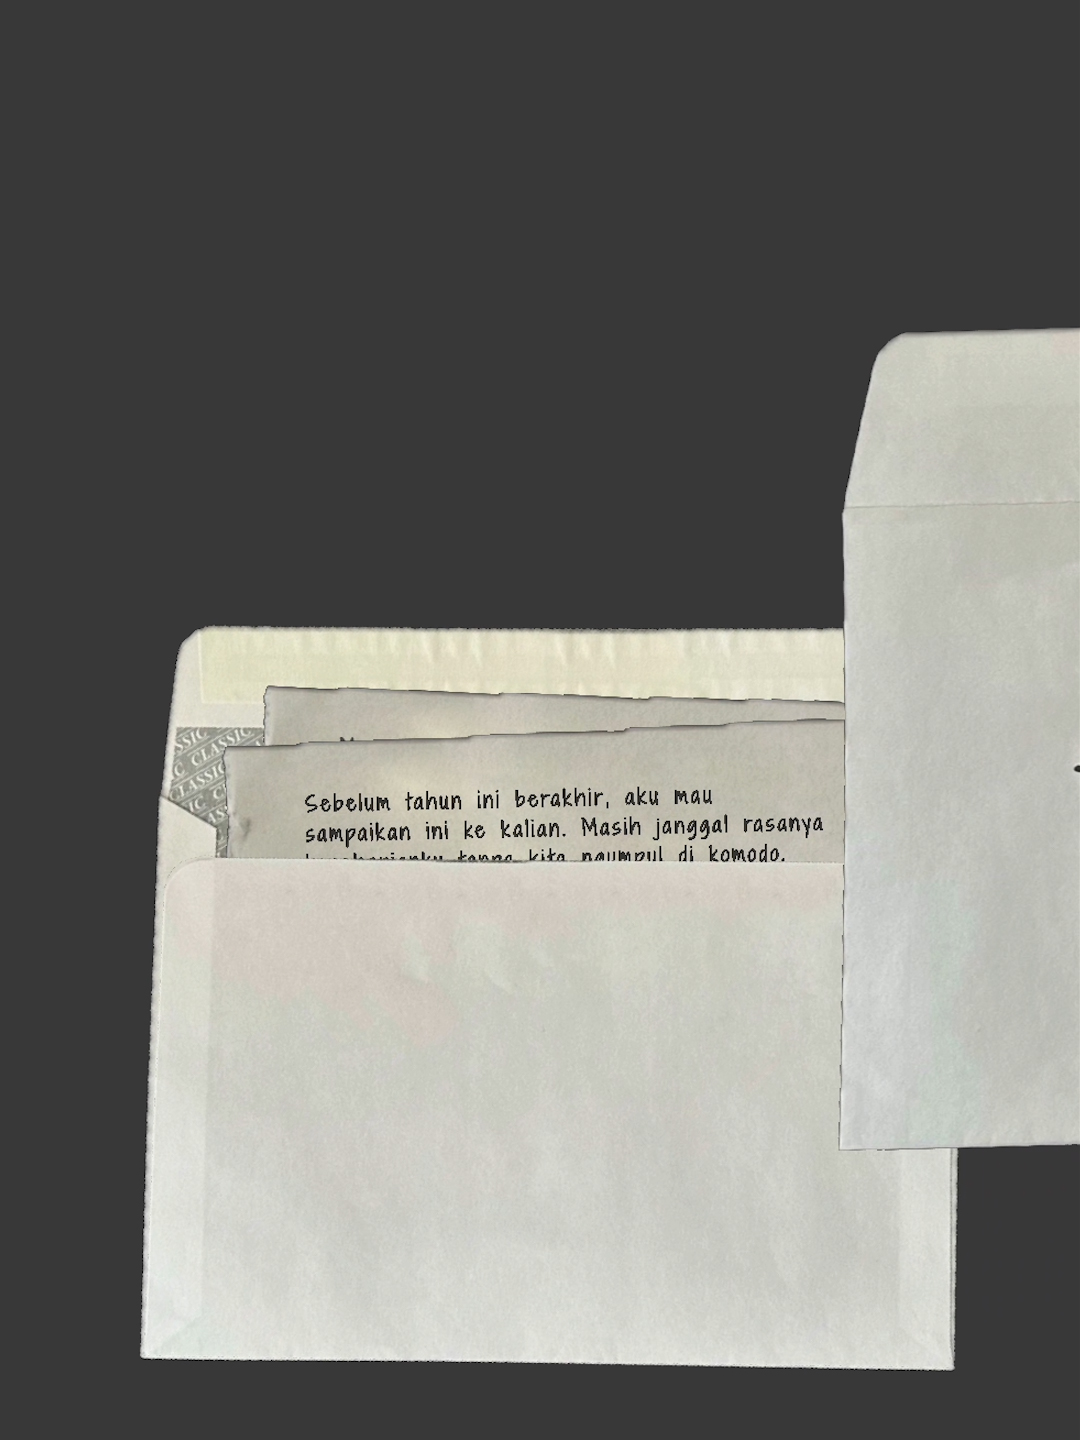 CLASSIC
CLASSIC
CLASSIC
Sebelum tahun ini berakhir, aku mau
sampaikan ini ke kalian. Masih janggal rasanya
tanpa kita ngumpul di komodo.